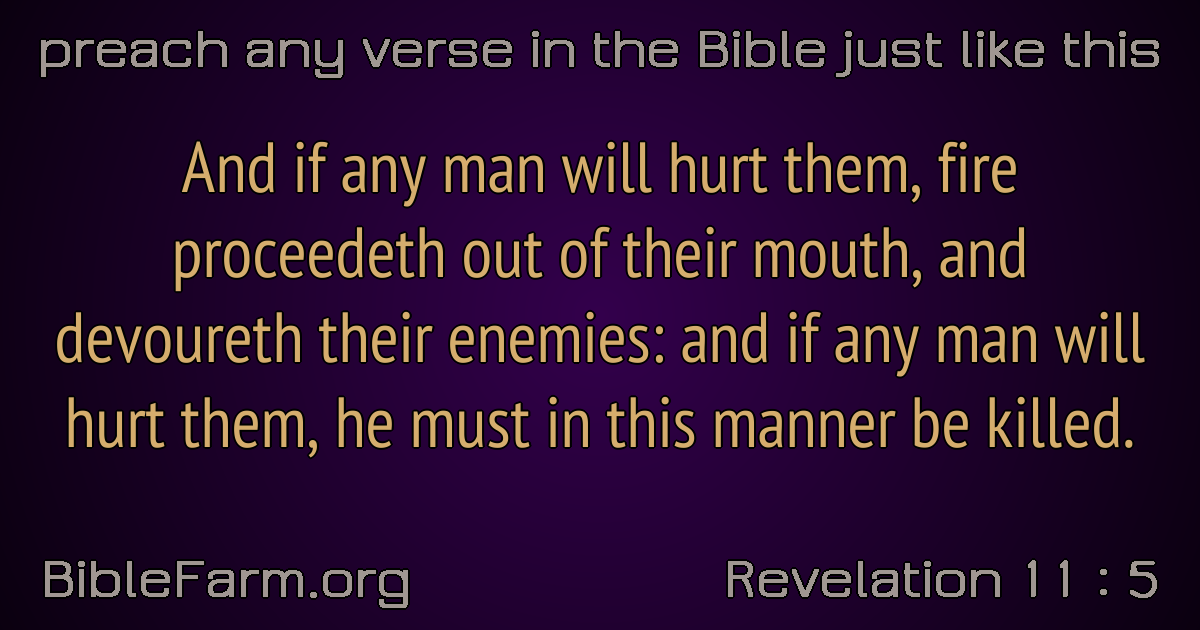 preach any verse in the Bible just like this
And if any man will hurt them, fire
proceedeth out of their mouth, and
devoureth their enemies: and if any man will
hurt them, he must in this manner be killed.
BibleFarm.org
Revelation 11 : 5